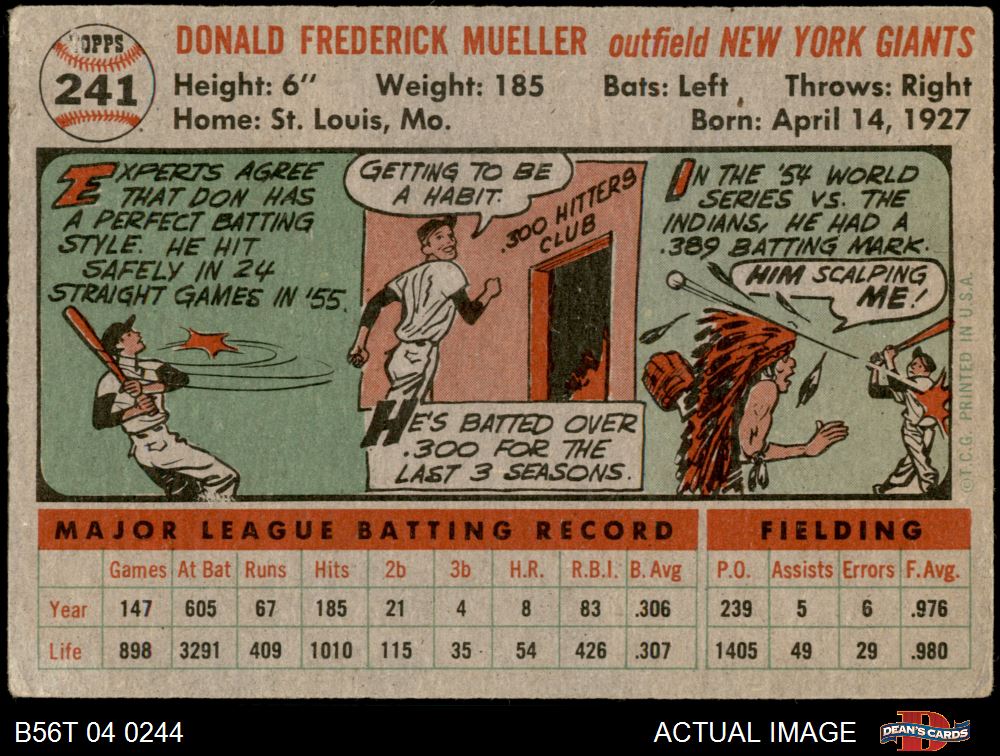 TOPPS
241
DONALD FREDERICK MUELLER outfield NEW YORK GIANTS
Height: 6" Weight: 185 Bats: Left Throws: Right
Home: St. Louis, Mo. Born: April 14, 1927
EXPERTS AGREE
THAT DON HAS
A PERFECT BATTING
STYLE. HE HIT
SAFELY IN 24
STRAIGHT GAMES IN '55.
GETTING TO BE
A HABIT.
.300 HITTERS
CLUB
HE'S BATTED OVER
.300 FOR THE
LAST 3 SEASONS.
IN THE '54 WORLD
SERIES VS. THE
INDIANS, HE HAD A
.389 BATTING MARK.
HIM SCALPING
ME!
©T.C.G. PRINTED IN U.S.A.
MAJOR LEAGUE BATTING RECORD FIELDING
Games At Bat Runs Hits 2b 3b H.R. R.B.I. B. Avg P.O. Assists Errors F.Avg.
Year 147 605 67 185 21 4 8 83 .306 239 5 6 .976
Life 898 3291 409 1010 115 35 54 426 .307 1405 49 29 .980
B56T 04 0244 ACTUAL IMAGE D
DEAN'S CARDS